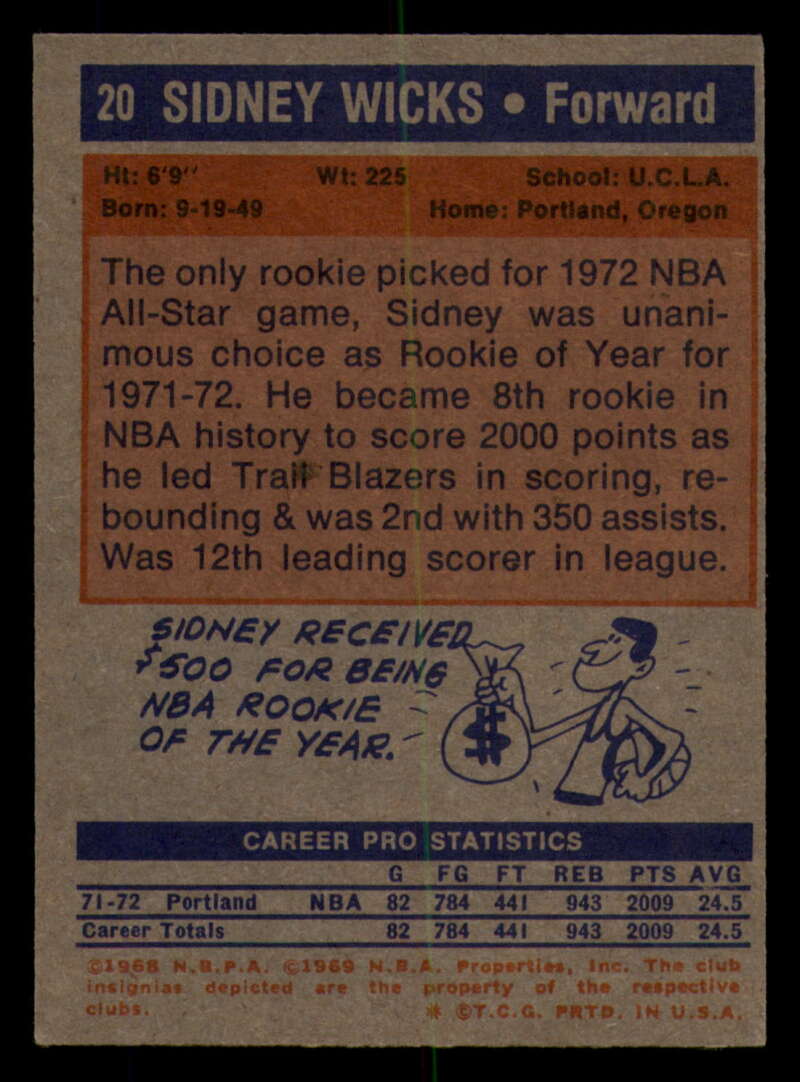 20 SIDNEY WICKS • Forward
Ht: 6'9" Wt: 225 School: U.C.L.A.
Born: 9-19-49 Home: Portland, Oregon
The only rookie picked for 1972 NBA
All-Star game, Sidney was unani-
mous choice as Rookie of Year for
1971-72. He became 8th rookie in
NBA history to score 2000 points as
he led Trail Blazers in scoring, re-
bounding & was 2nd with 350 assists.
Was 12th leading scorer in league.
SIDNEY RECEIVED
$500 FOR BEING
NBA ROOKIE
OF THE YEAR.
$
CAREER PRO STATISTICS
G FG FT REB PTS AVG
71-72 Portland NBA 82 784 441 943 2009 24.5
Career Totals 82 784 441 943 2009 24.5
©1968 N.B.P.A. ©1969 N.B.A. Properties, Inc. The club
insignias depicted are the property of the respective
clubs. * ©T.C.G. PRTD. IN U.S.A.